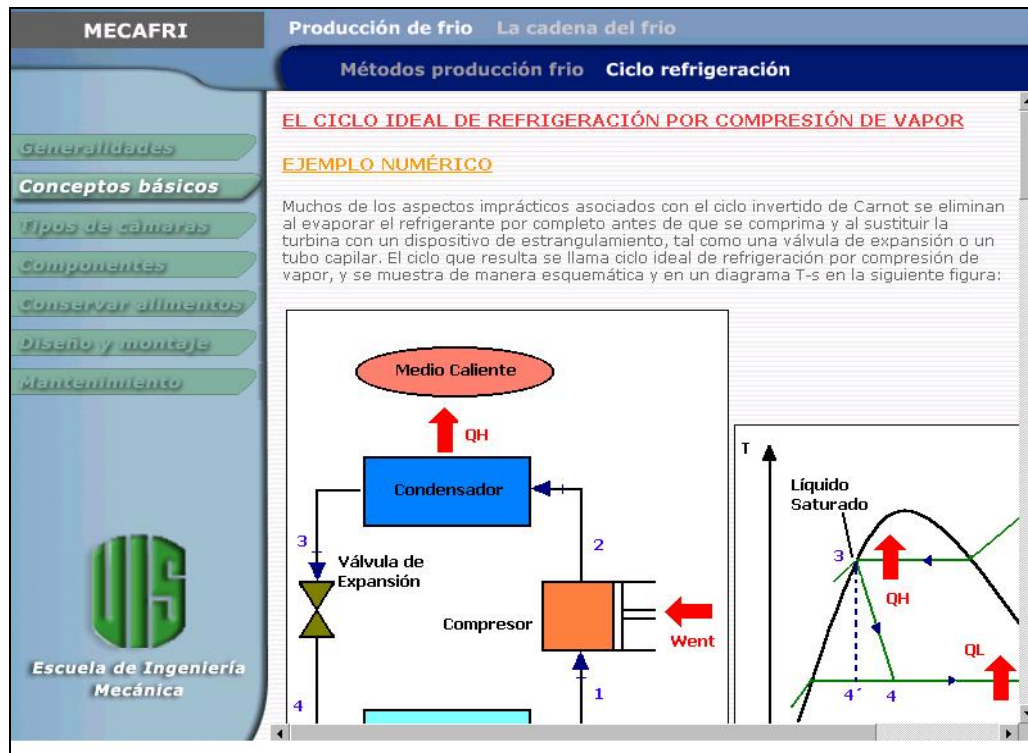 MECAFRI
Producción de frio La cadena del frio
Métodos producción frio Ciclo refrigeración
Generalidades
Conceptos básicos
Tipos de cámaras
Componentes
Conservar alimentos
Diseño y montaje
Mantenimiento
UIS
Escuela de Ingeniería
Mecánica
EL CICLO IDEAL DE REFRIGERACIÓN POR COMPRESIÓN DE VAPOR
EJEMPLO NUMÉRICO
Muchos de los aspectos imprácticos asociados con el ciclo invertido de Carnot se eliminan
al evaporar el refrigerante por completo antes de que se comprima y al sustituir la
turbina con un dispositivo de estrangulamiento, tal como una válvula de expansión o un
tubo capilar. El ciclo que resulta se llama ciclo ideal de refrigeración por compresión de
vapor, y se muestra de manera esquemática y en un diagrama T-s en la siguiente figura:
Medio Caliente
QH
Condensador
3
2
Válvula de
Expansión
Compresor
Went
4
1
T
Líquido
Saturado
3
QH
QL
4´ 4